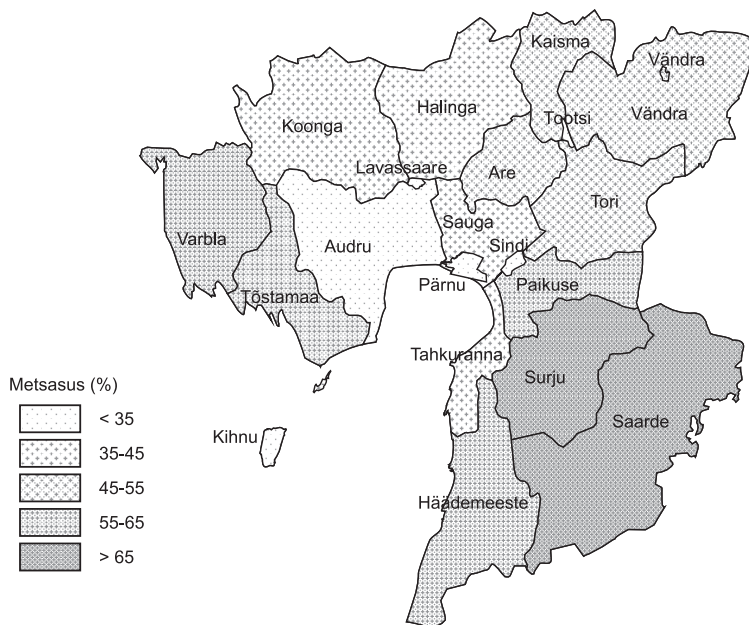 Kaisma
Vändra
Halinga
Koonga
Tootsi
Vändra
Lavassaare
Are
Tori
Sauga
Varbla
Audru
Sindi
Pärnu
Paikuse
Tõstamaa
Tahkuranna
Surju
Metsasus (%)
< 35
35-45
45-55
55-65
> 65
Saarde
Kihnu
Häädemeeste